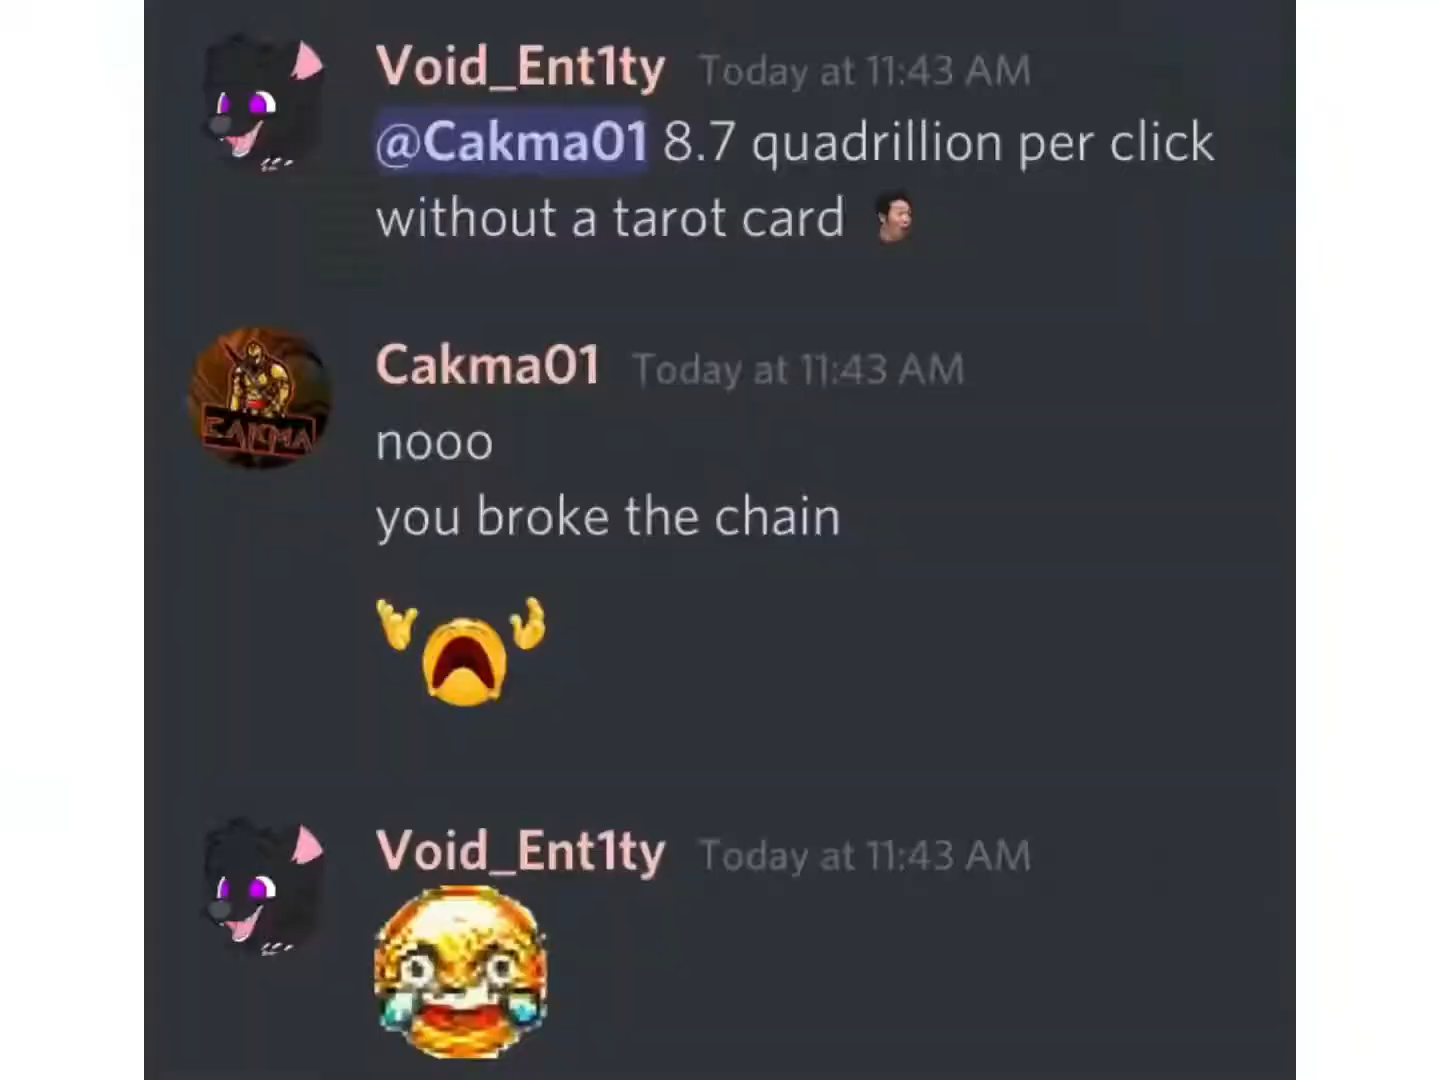 Void_Ent1ty Today at 11:43 AM
@Cakma01 8.7 quadrillion per click
without a tarot card
Cakma01 Today at 11:43 AM
CAKMA
nooo
you broke the chain
Void_Ent1ty Today at 11:43 AM